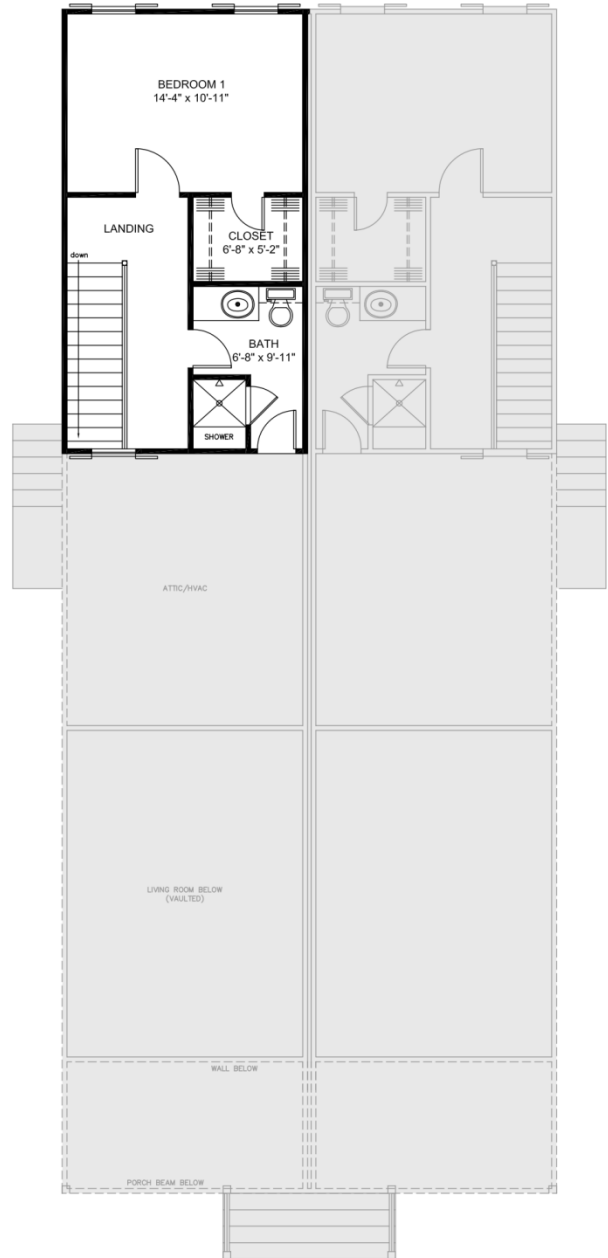 BEDROOM 1
14'-4" x 10'-11"
LANDING
CLOSET
6'-8" x 5'-2"
down
BATH
6'-8" x 9'-11"
SHOWER
ATTIC/HVAC
LIVING ROOM BELOW
(VAULTED)
WALL BELOW
PORCH BEAM BELOW